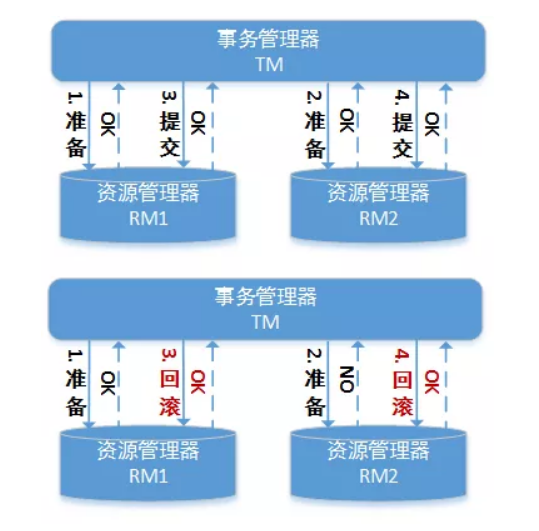 事务管理器
TM
1.准备
OK
3.提交
OK
2.准备
OK
4.提交
OK
资源管理器
RM1
资源管理器
RM2
事务管理器
TM
1.准备
OK
3.回滚
OK
2.准备
NO
4.回滚
OK
资源管理器
RM1
资源管理器
RM2